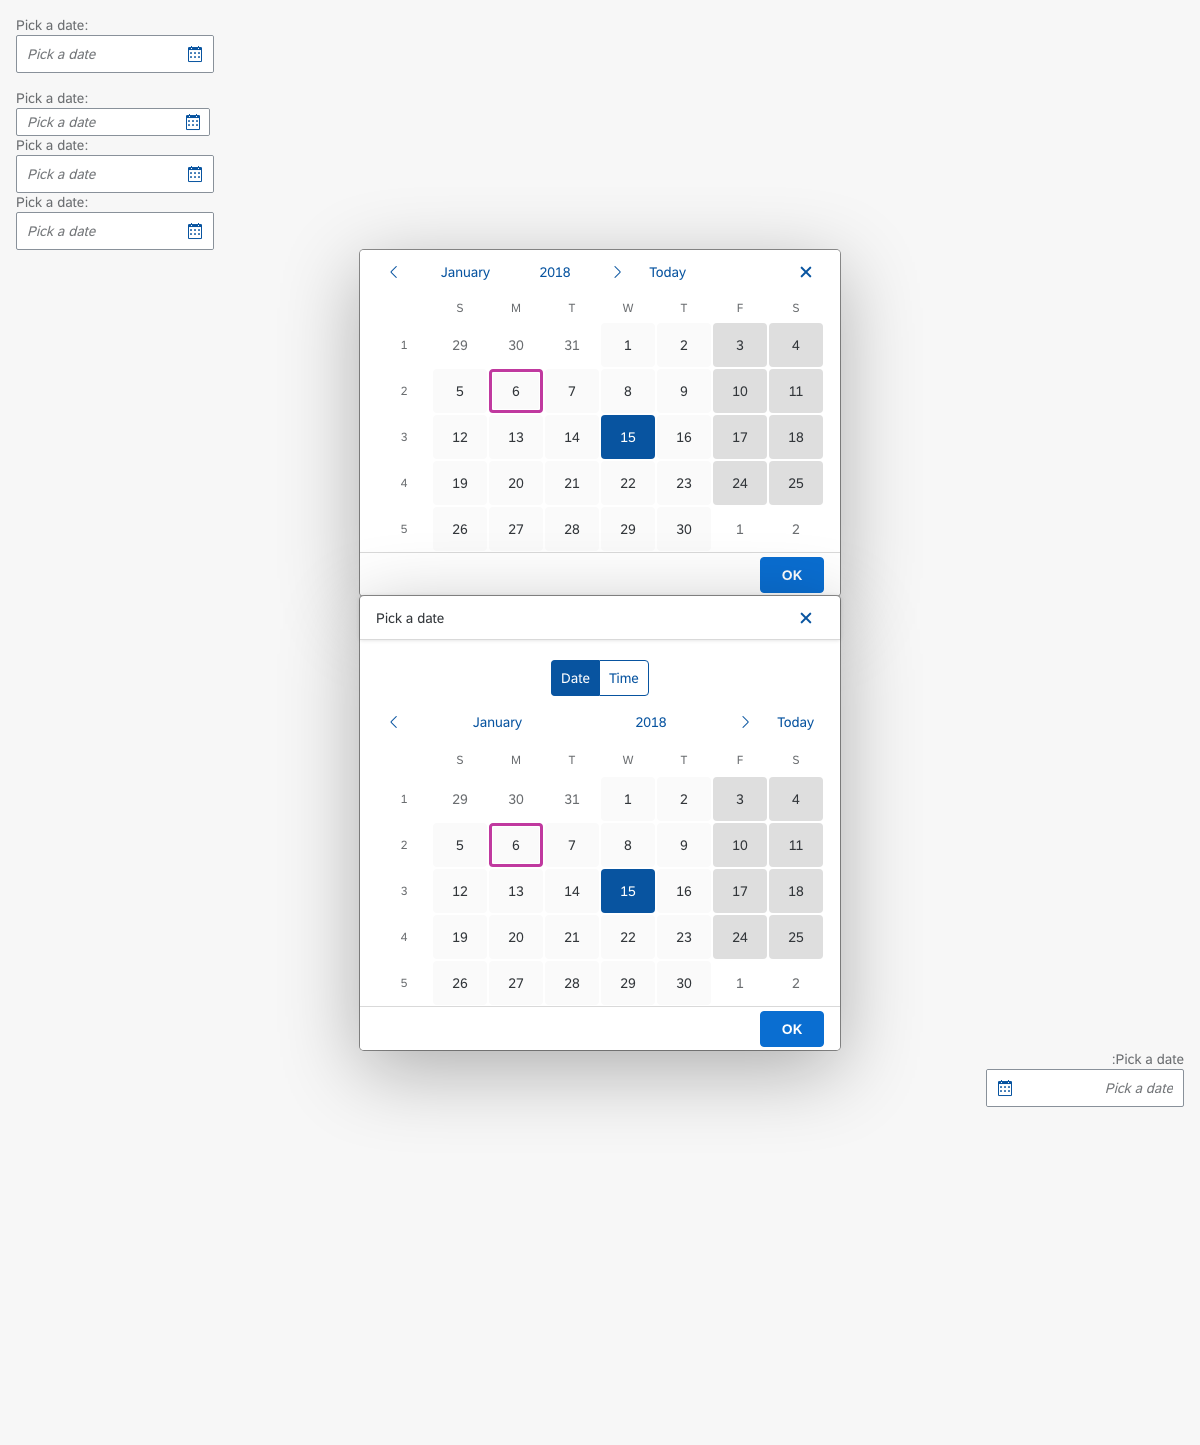 Pick a date:
Pick a date
Pick a date:
Pick a date
Pick a date:
Pick a date
Pick a date:
Pick a date
January 2018 Today
S M T W T F S
1 29 30 31 1 2 3 4
2 5 6 7 8 9 10 11
3 12 13 14 15 16 17 18
4 19 20 21 22 23 24 25
5 26 27 28 29 30 1 2
OK
Pick a date
Date Time
January 2018 Today
S M T W T F S
1 29 30 31 1 2 3 4
2 5 6 7 8 9 10 11
3 12 13 14 15 16 17 18
4 19 20 21 22 23 24 25
5 26 27 28 29 30 1 2
OK
:Pick a date
Pick a date